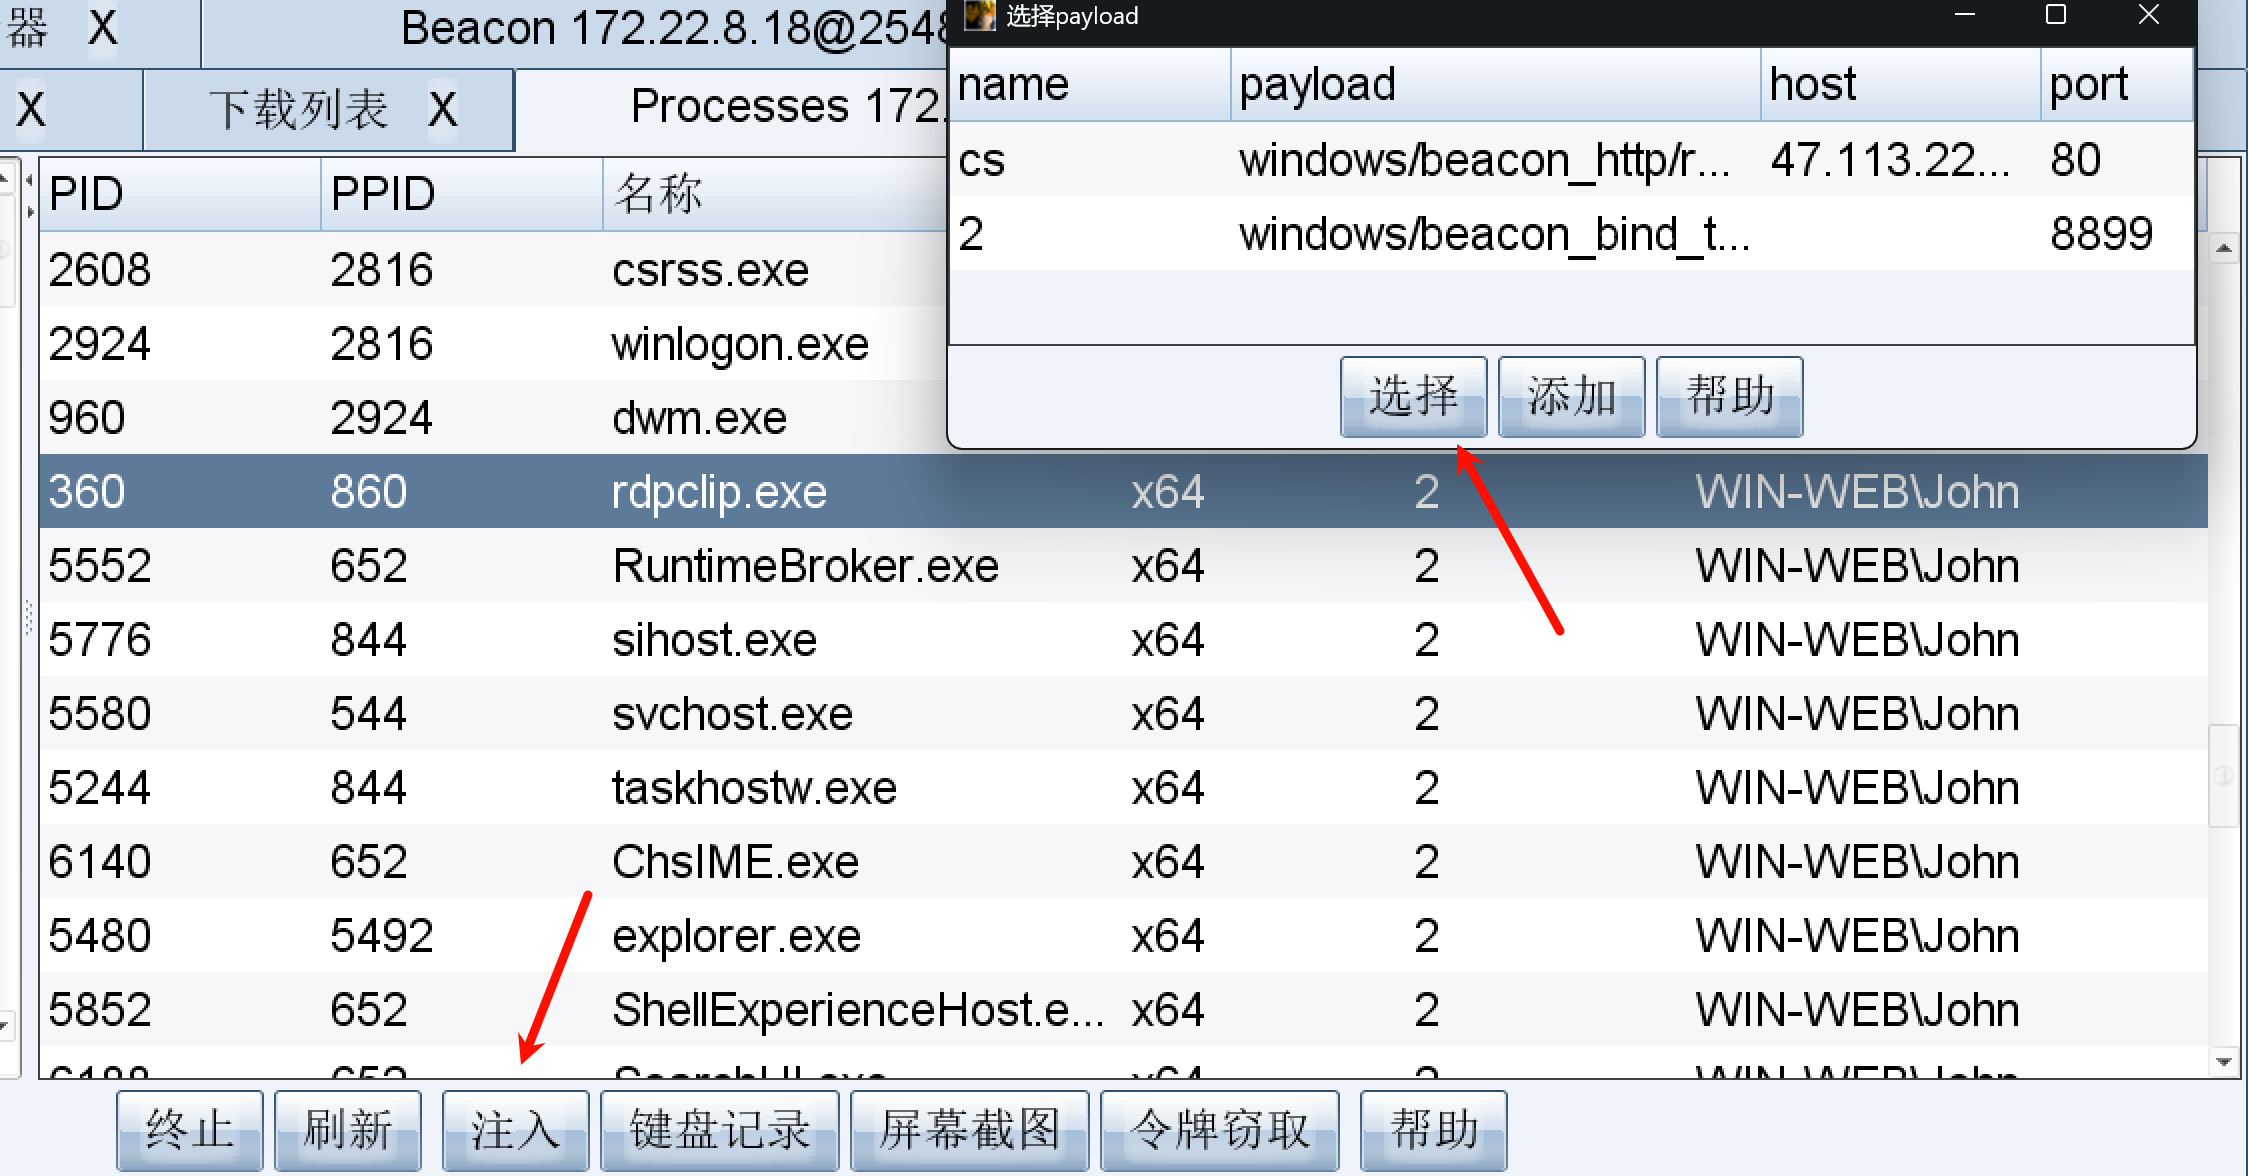 器 X Beacon 172.22.8.18@2548
选择payload
X 下载列表 X Processes 172.
name payload host port
cs windows/beacon_http/r... 47.113.22... 80
2 windows/beacon_bind_t... 8899
选择 添加 帮助
PID PPID 名称
2608 2816 csrss.exe
2924 2816 winlogon.exe
960 2924 dwm.exe
360 860 rdpclip.exe x64 2 WIN-WEB\John
5552 652 RuntimeBroker.exe x64 2 WIN-WEB\John
5776 844 sihost.exe x64 2 WIN-WEB\John
5580 544 svchost.exe x64 2 WIN-WEB\John
5244 844 taskhostw.exe x64 2 WIN-WEB\John
6140 652 ChsIME.exe x64 2 WIN-WEB\John
5480 5492 explorer.exe x64 2 WIN-WEB\John
5852 652 ShellExperienceHost.e... x64 2 WIN-WEB\John
终止 刷新 注入 键盘记录 屏幕截图 令牌窃取 帮助